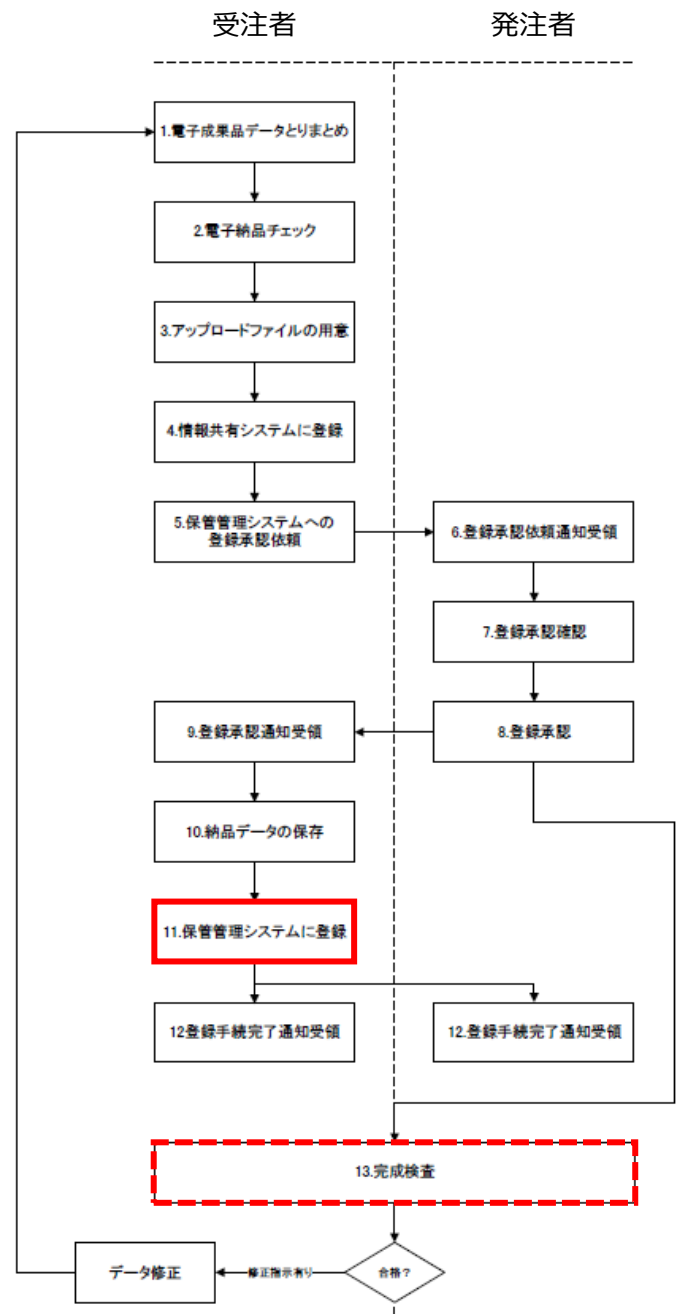 受注者
発注者
1.電子成果品データとりまとめ
2.電子納品チェック
3.アップロードファイルの用意
4.情報共有システムに登録
5.保管管理システムへの
登録承認依頼
6.登録承認依頼通知受領
7.登録承認確認
9.登録承認通知受領
8.登録承認
10.納品データの保存
11.保管管理システムに登録
12登録手続完了通知受領
12.登録手続完了通知受領
13.完成検査
データ修正
修正指示有り
合格?